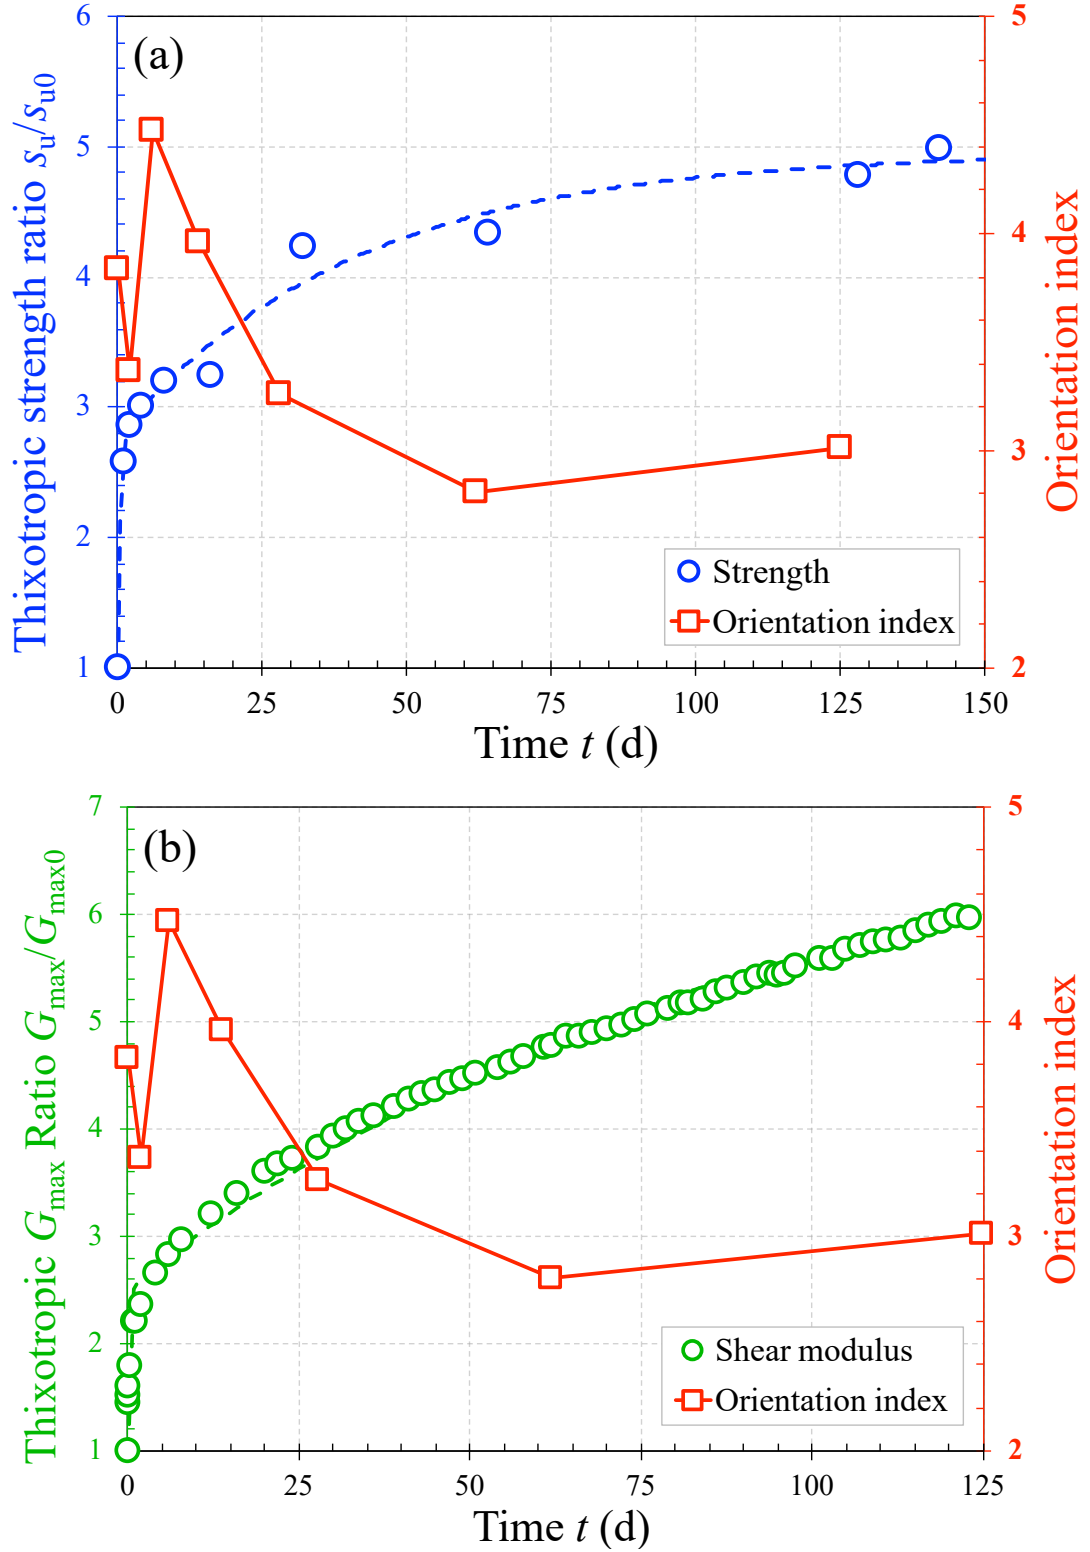 (a)
Thixotropic strength ratio su/su0
6
5
4
3
2
1
Orientation index
5
4
3
2
Strength
Orientation index
0 25 50 75 100 125 150
Time t (d)
(b)
Thixotropic Gmax Ratio Gmax/Gmax0
7
6
5
4
3
2
1
Orientation index
5
4
3
2
Shear modulus
Orientation index
0 25 50 75 100 125
Time t (d)